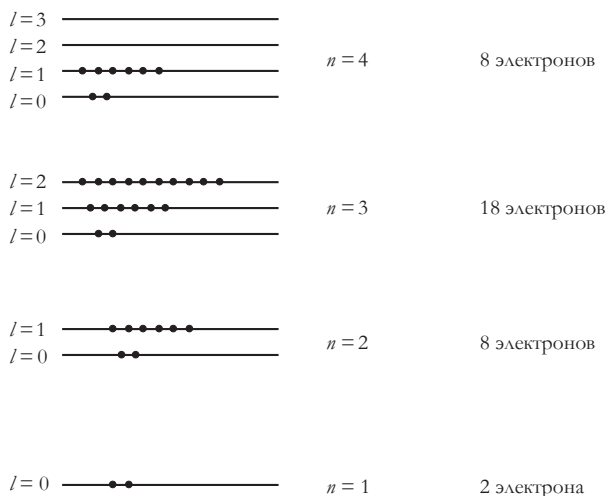 l = 3
l = 2
l = 1
l = 0
n = 4 8 электронов
l = 2
l = 1
l = 0
n = 3 18 электронов
l = 1
l = 0
n = 2 8 электронов
l = 0 n = 1 2 электрона